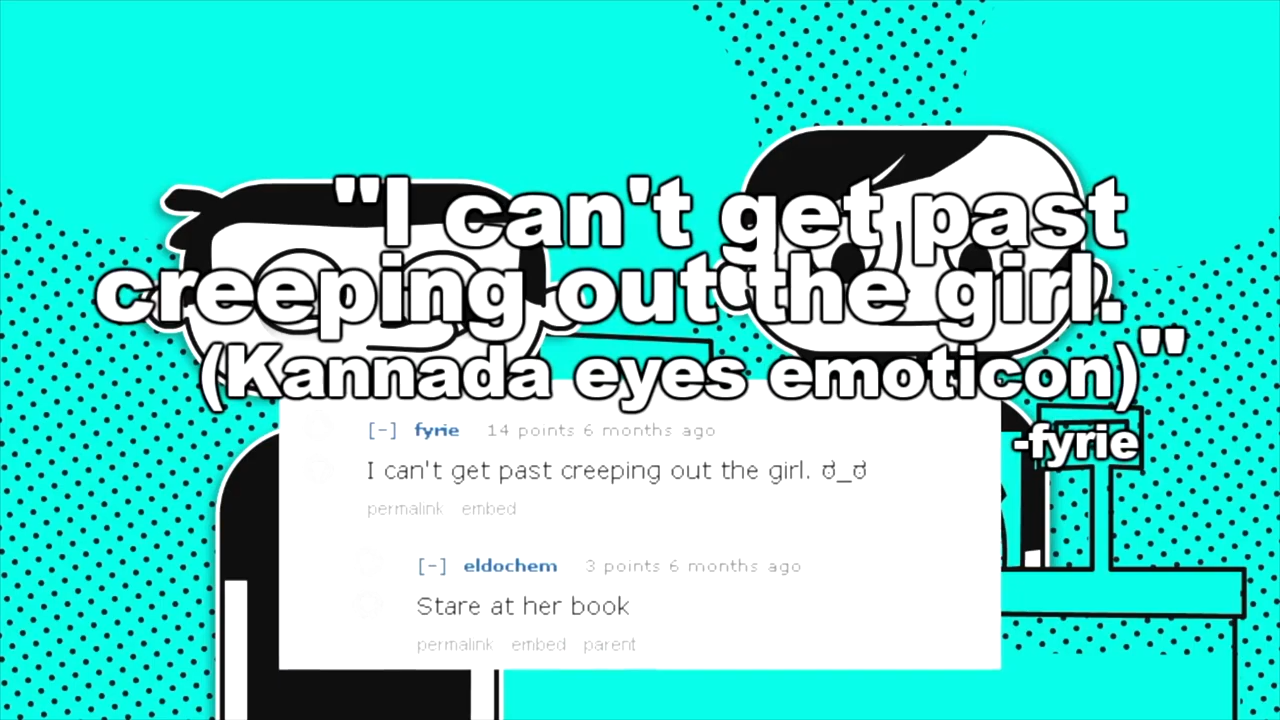 "I can't get past
creeping out the girl.
(Kannada eyes emoticon)"
-fyrie
[-] fyrie 14 points 6 months ago
I can't get past creeping out the girl. ಠ_ಠ
permalink embed
[-] eldochem 3 points 6 months ago
Stare at her book
permalink embed parent